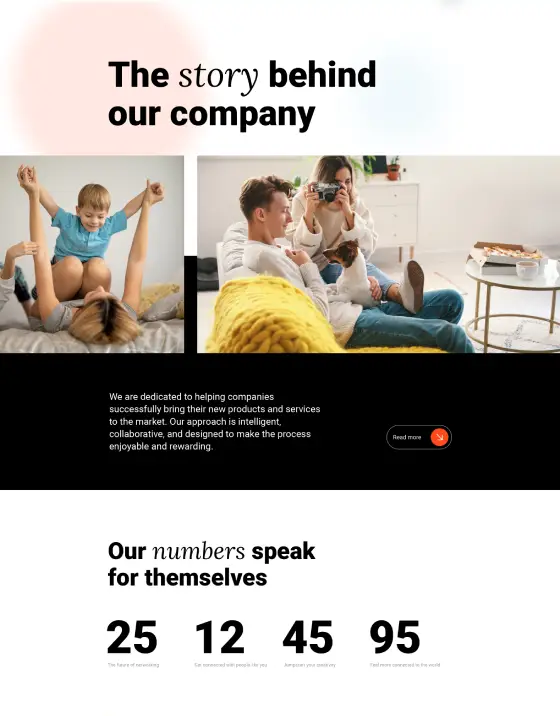 The story behind
our company
We are dedicated to helping companies
successfully bring their new products and services
to the market. Our approach is intelligent,
collaborative, and designed to make the process
enjoyable and rewarding.
Read more
Our numbers speak
for themselves
25 12 45 95
The future of networking Get connected with people like you Jumpstart your creativity Feel more connected to the world